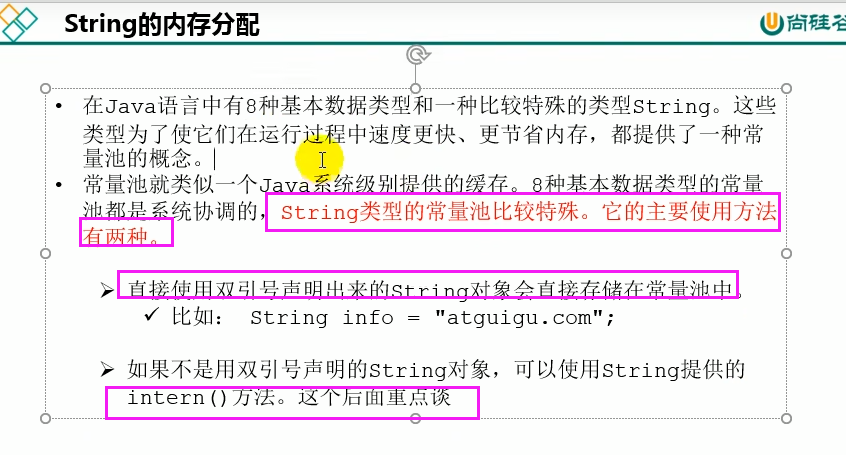 String的内存分配
尚硅谷
• 在Java语言中有8种基本数据类型和一种比较特殊的类型String。这些
类型为了使它们在运行过程中速度更快、更节省内存，都提供了一种常
量池的概念。
• 常量池就类似一个Java系统级别提供的缓存。8种基本数据类型的常量
池都是系统协调的，String类型的常量池比较特殊。它的主要使用方法
有两种。
➢ 直接使用双引号声明出来的String对象会直接存储在常量池中。
✓ 比如： String info = "atguigu.com";
➢ 如果不是用双引号声明的String对象，可以使用String提供的
intern()方法。这个后面重点谈